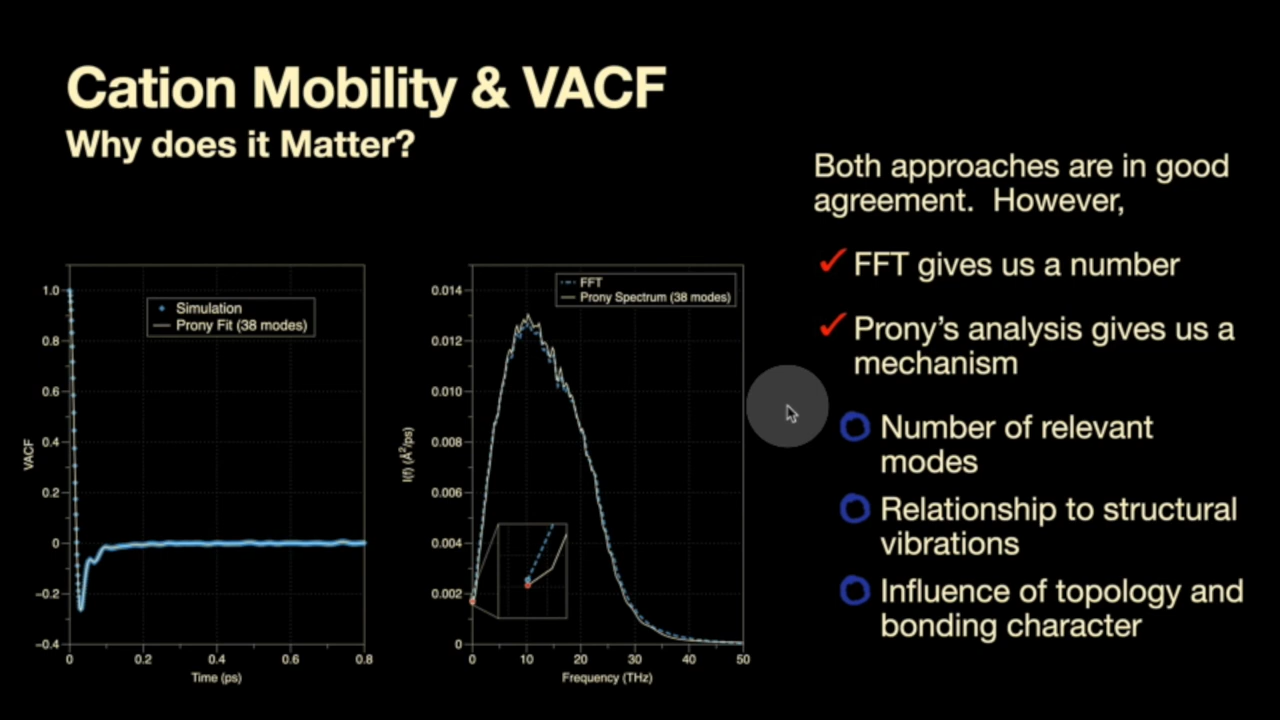 Cation Mobility & VACF
Why does it Matter?
Both approaches are in good
agreement.  However,
✓ FFT gives us a number
✓ Prony's analysis gives us a
mechanism
Number of relevant
modes
Relationship to structural
vibrations
Influence of topology and
bonding character
VACF
1.0
0.8
0.6
0.4
0.2
0
−0.2
−0.4
Simulation
Prony Fit (38 modes)
0 0.2 0.4 0.6 0.8
Time (ps)
I(f) (Å²/ps)
0.014
0.012
0.010
0.008
0.006
0.004
0.002
0
FFT
Prony Spectrum (38 modes)
0 10 20 30 40 50
Frequency (THz)